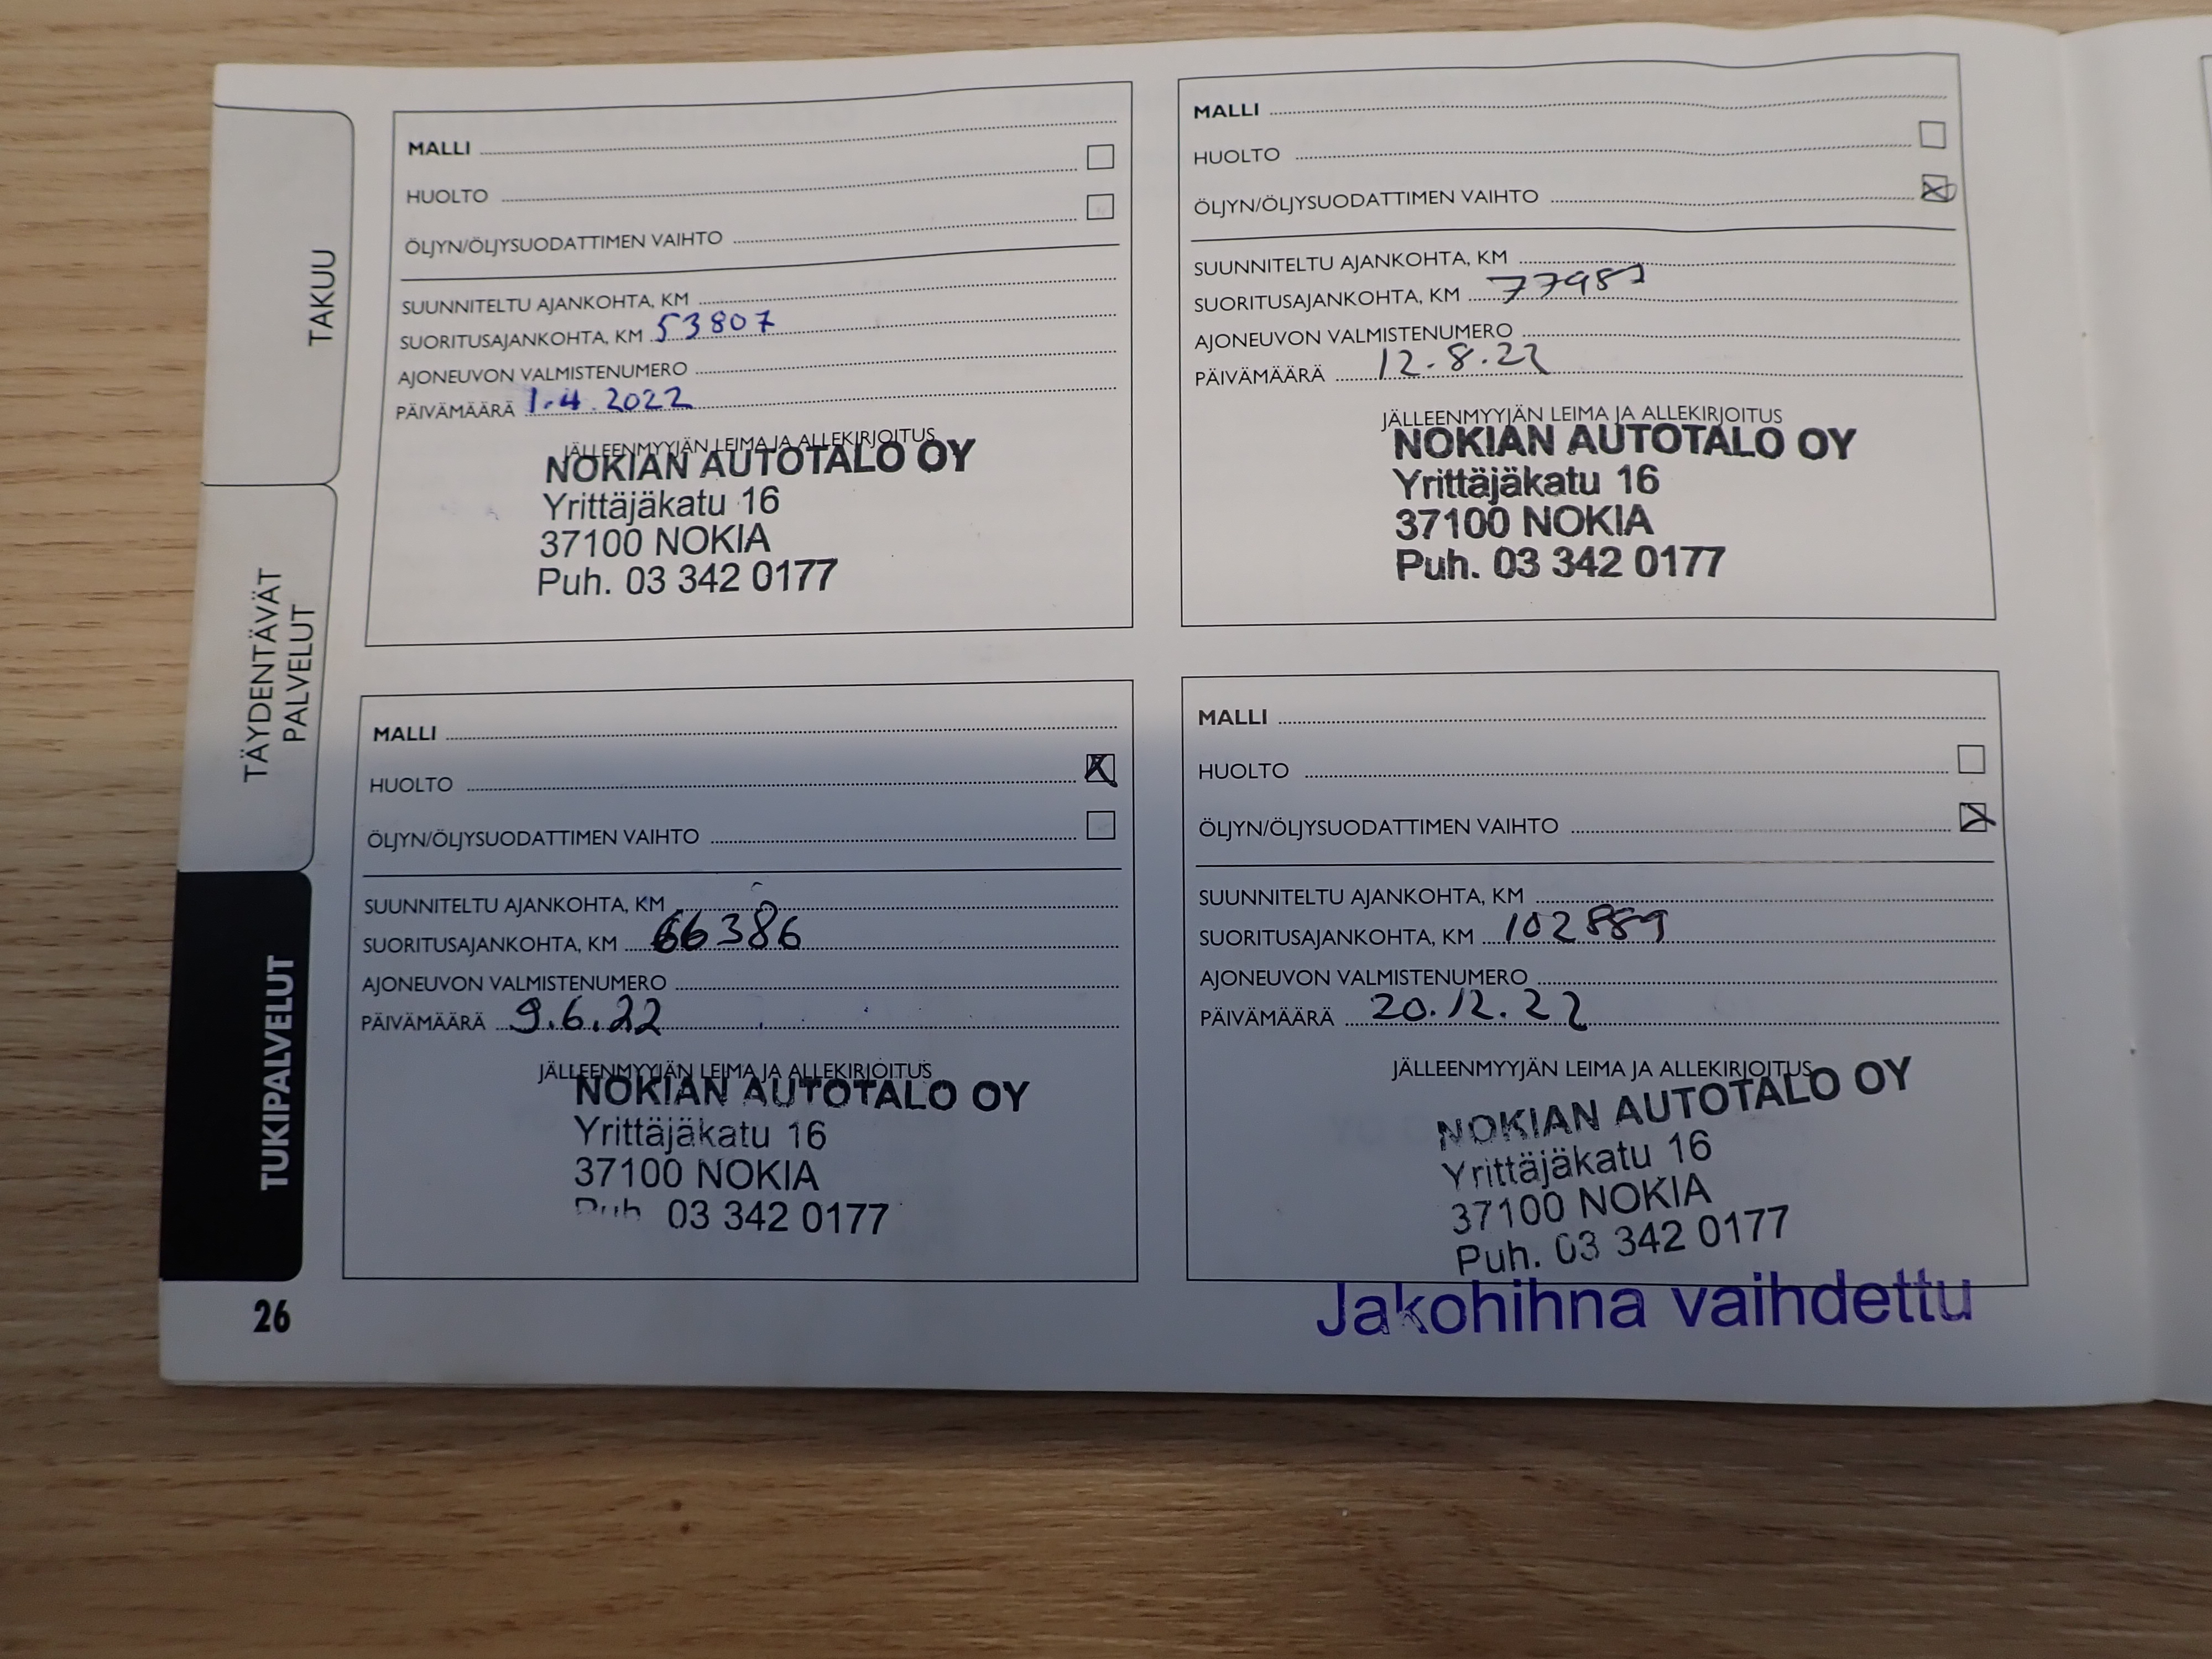 TAKUU
TÄYDENTÄVÄT
PALVELUT
TUKIPALVELUT
26
MALLI
HUOLTO
ÖLJYN/ÖLJYSUODATTIMEN VAIHTO
SUUNNITELTU AJANKOHTA, KM
SUORITUSAJANKOHTA, KM 53807
AJONEUVON VALMISTENUMERO
PÄIVÄMÄÄRÄ 1.4.2022
JÄLLEENMYYJÄN LEIMA JA ALLEKIRJOITUS
NOKIAN AUTOTALO OY
Yrittäjäkatu 16
37100 NOKIA
Puh. 03 342 0177
MALLI
HUOLTO
ÖLJYN/ÖLJYSUODATTIMEN VAIHTO
SUUNNITELTU AJANKOHTA, KM
SUORITUSAJANKOHTA, KM 66386
AJONEUVON VALMISTENUMERO
PÄIVÄMÄÄRÄ 9.6.22
JÄLLEENMYYJÄN LEIMA JA ALLEKIRJOITUS
NOKIAN AUTOTALO OY
Yrittäjäkatu 16
37100 NOKIA
Puh. 03 342 0177
MALLI
HUOLTO
ÖLJYN/ÖLJYSUODATTIMEN VAIHTO
SUUNNITELTU AJANKOHTA, KM
SUORITUSAJANKOHTA, KM
AJONEUVON VALMISTENUMERO
PÄIVÄMÄÄRÄ 12.8.22
JÄLLEENMYYJÄN LEIMA JA ALLEKIRJOITUS
NOKIAN AUTOTALO OY
Yrittäjäkatu 16
37100 NOKIA
Puh. 03 342 0177
MALLI
HUOLTO
ÖLJYN/ÖLJYSUODATTIMEN VAIHTO
SUUNNITELTU AJANKOHTA, KM
SUORITUSAJANKOHTA, KM 102889
AJONEUVON VALMISTENUMERO
PÄIVÄMÄÄRÄ 20.12.22
JÄLLEENMYYJÄN LEIMA JA ALLEKIRJOITUS
NOKIAN AUTOTALO OY
Yrittäjäkatu 16
37100 NOKIA
Puh. 03 342 0177
Jakohihna vaihdettu